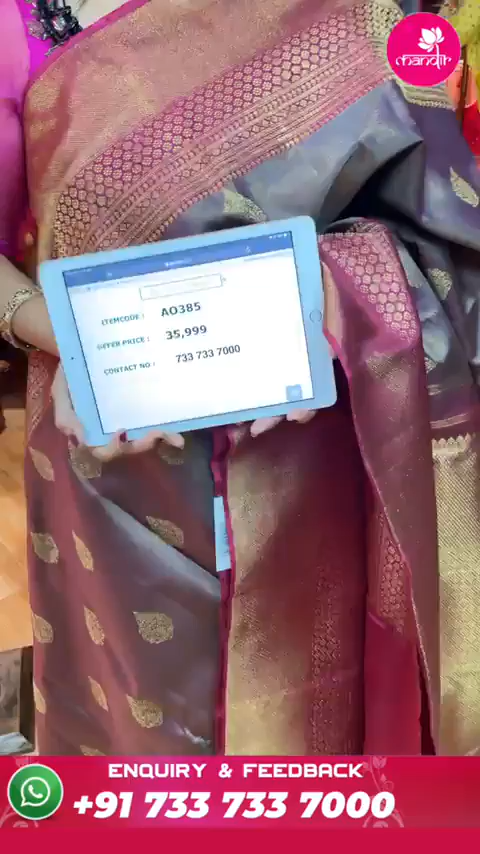 mandir
ITEMCODE : AO385
OFFER PRICE : 35,999
CONTACT NO : 733 733 7000
ENQUIRY & FEEDBACK
+91 733 733 7000